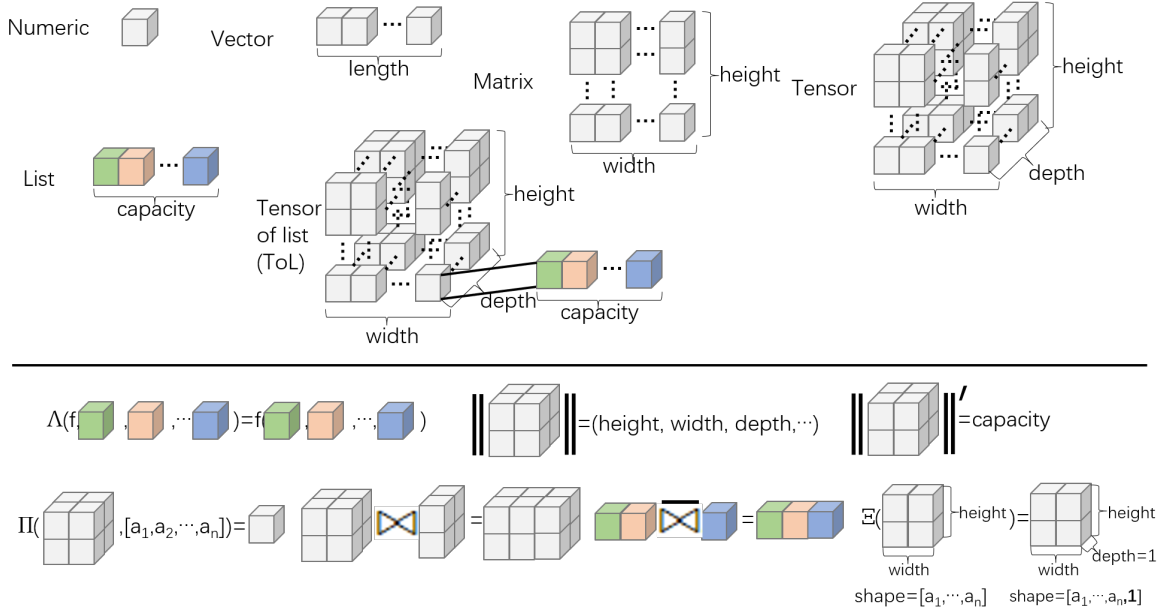 Numeric
Vector
···
length
Matrix
···
···
height
width
Tensor
···
height
depth
width
List
···
capacity
Tensor
of list
(ToL)
···
height
depth
width
···
capacity
Λ(f, , ,··· )=f( , ,···, )
‖ ‖=(height, width, depth,···)
‖ ‖′=capacity
Π( ,[a₁,a₂,···,aₙ])=
⋈ =
⋈̅ =
Ξ( height)= height
width
width
depth=1
shape=[a₁,···,aₙ]
shape=[a₁,···,aₙ,1]